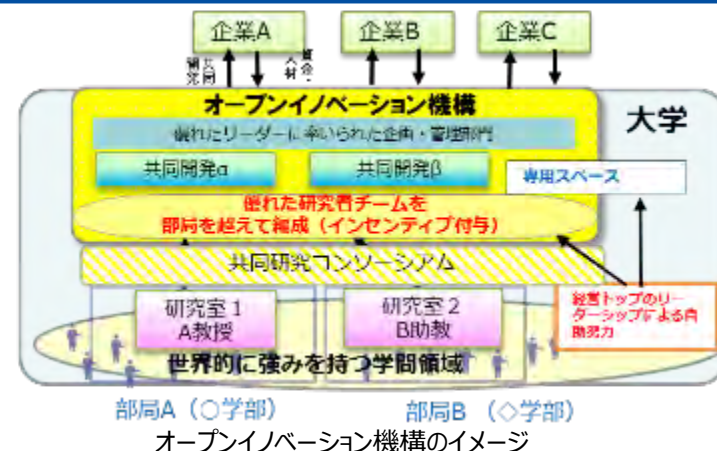 企業A
企業B
企業C
共同
研究
資金・
人材
オープンイノベーション機構
大学
優れたリーダーに率いられた企画・管理部門
共同開発α
共同開発β
専用スペース
優れた研究者チームを
部局を超えて編成（インセンティブ付与）
共同研究コンソーシアム
研究室１
A教授
研究室２
B助教
経営トップのリー
ダーシップによる自
助努力
世界的に強みを持つ学問領域
部局A（○学部）
部局B （◇学部）
オープンイノベーション機構のイメージ